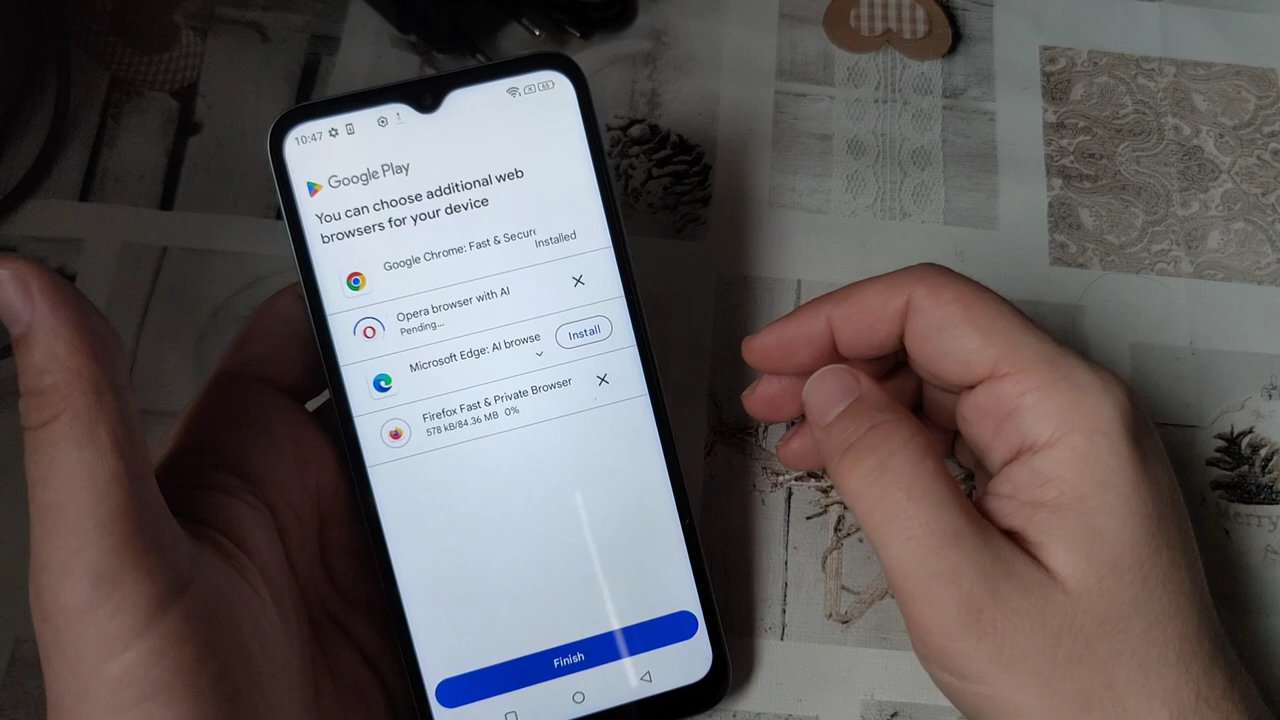 10:47
65
Google Play
You can choose additional web
browsers for your device
Google Chrome: Fast & Secure
Installed
Opera browser with AI
Pending...
Microsoft Edge: AI browse
Install
Firefox Fast & Private Browser
578 kB/84.36 MB 0%
Finish
Merry